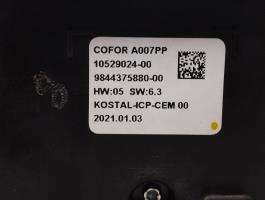 COFOR A007PP
10529024-00
9844375880-00
HW:05 SW:6.3
KOSTAL-ICP-CEM 00
2021.01.03